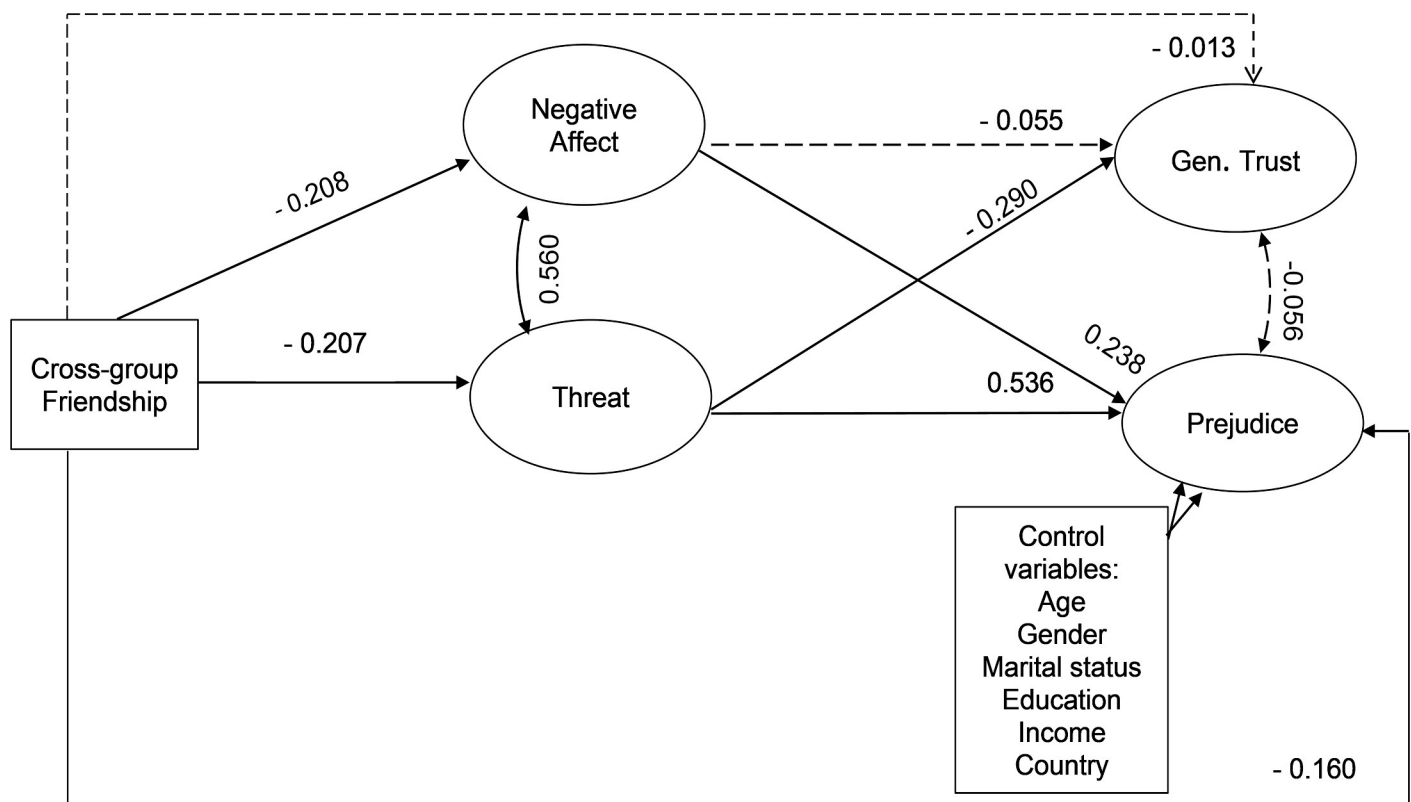 - 0.013
Negative
Affect
- 0.055
Gen. Trust
- 0.208
- 0.290
0.560
-0.056
- 0.207
0.238
Cross-group
Friendship
Threat
0.536
Prejudice
Control
variables:
Age
Gender
Marital status
Education
Income
Country
- 0.160